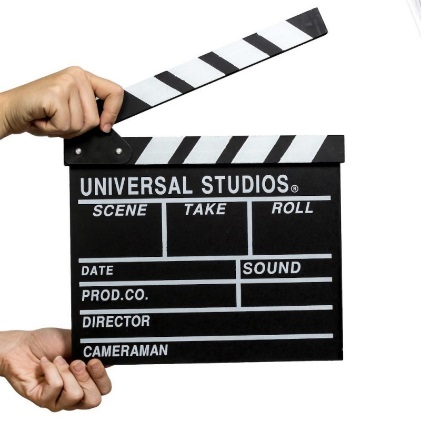 UNIVERSAL STUDIOS®
SCENE TAKE ROLL
DATE SOUND
PROD.CO.
DIRECTOR
CAMERAMAN